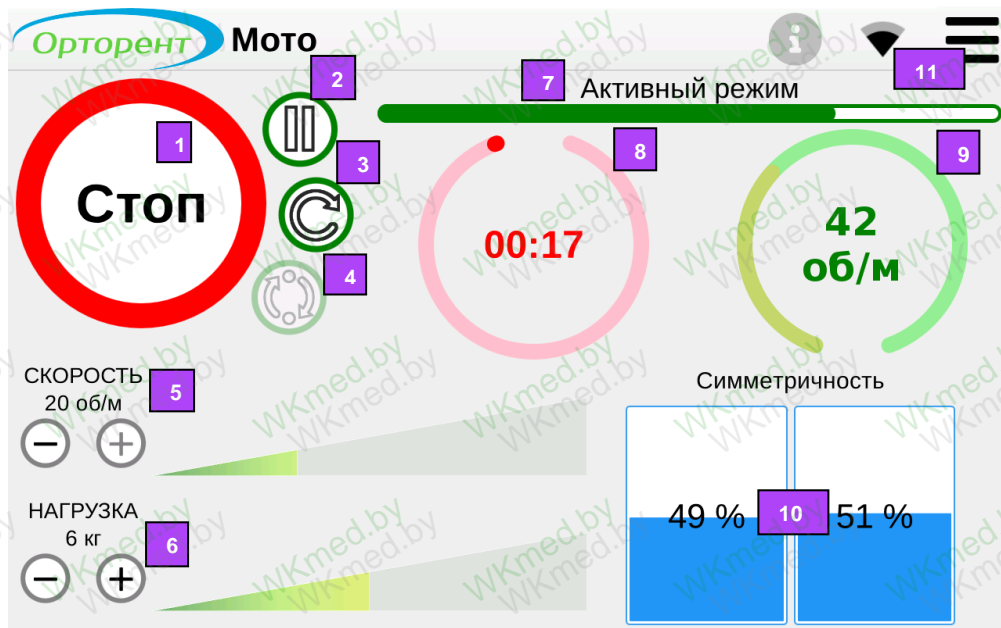 Орторент Мото
i
11
2
7
Активный режим
1
3
8
9
Стоп
4
00:17
42
об/м
СКОРОСТЬ
20 об/м
5
Симметричность
НАГРУЗКА
6 кг
6
49 %
10
51 %
WKmed.by